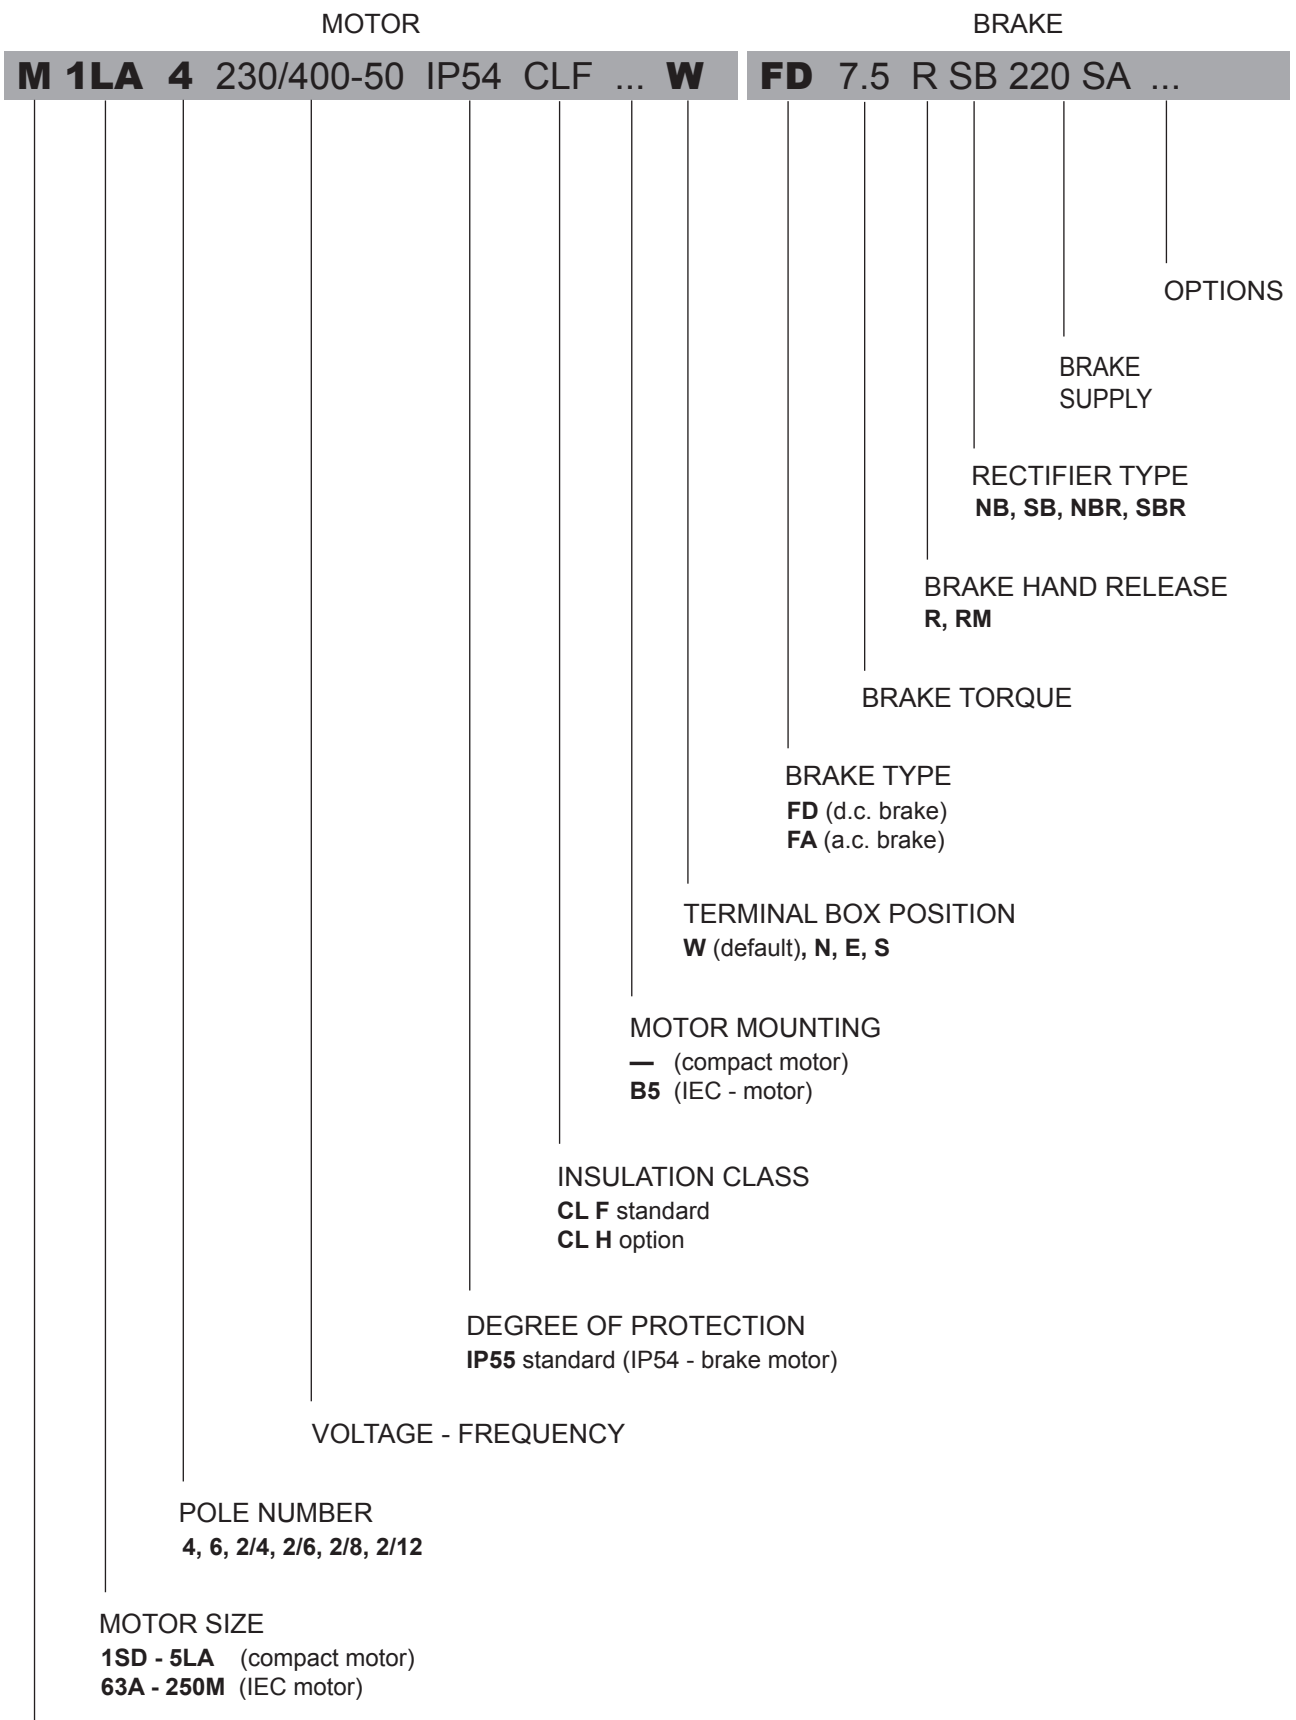 MOTOR BRAKE
M 1LA 4 230/400-50 IP54 CLF ... W FD 7.5 R SB 220 SA ...
OPTIONS
BRAKE
SUPPLY
RECTIFIER TYPE
NB, SB, NBR, SBR
BRAKE HAND RELEASE
R, RM
BRAKE TORQUE
BRAKE TYPE
FD (d.c. brake)
FA (a.c. brake)
TERMINAL BOX POSITION
W (default), N, E, S
MOTOR MOUNTING
— (compact motor)
B5 (IEC - motor)
INSULATION CLASS
CL F standard
CL H option
DEGREE OF PROTECTION
IP55 standard (IP54 - brake motor)
VOLTAGE - FREQUENCY
POLE NUMBER
4, 6, 2/4, 2/6, 2/8, 2/12
MOTOR SIZE
1SD - 5LA (compact motor)
63A - 250M (IEC motor)